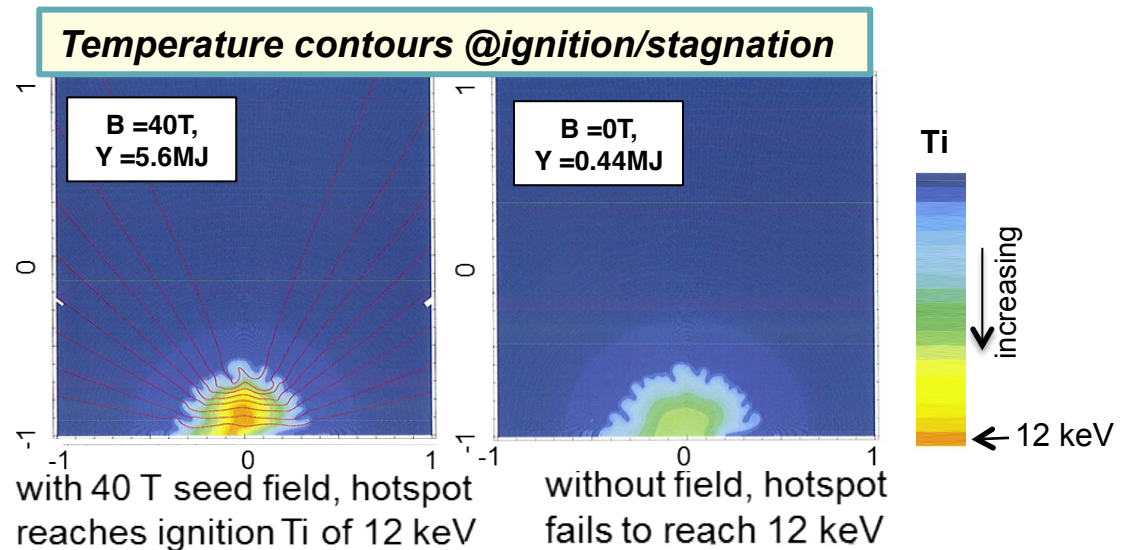 Temperature contours @ignition/stagnation
1
0
-1
-1
0
1
B =40T,
Y =5.6MJ
1
0
-1
-1
0
1
B =0T,
Y =0.44MJ
Ti
increasing
12 keV
with 40 T seed field, hotspot
reaches ignition Ti of 12 keV
without field, hotspot
fails to reach 12 keV